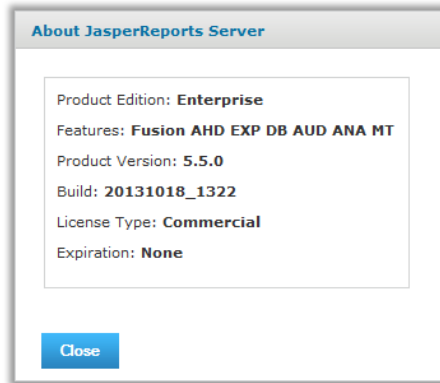 About JasperReports Server
Product Edition: Enterprise
Features: Fusion AHD EXP DB AUD ANA MT
Product Version: 5.5.0
Build: 20131018_1322
License Type: Commercial
Expiration: None
Close